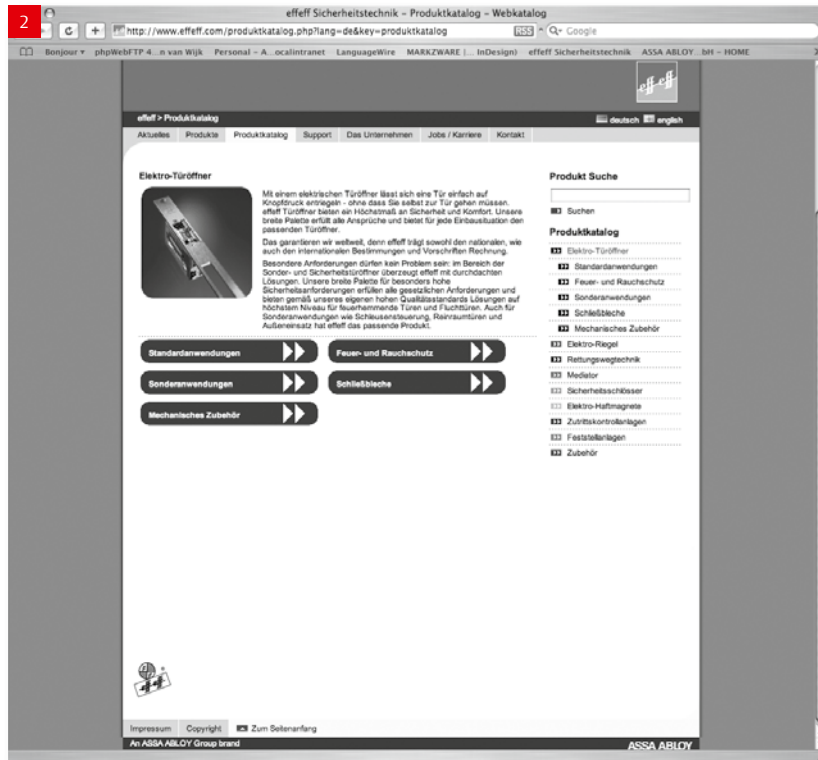 2
effeff Sicherheitstechnik – Produktkatalog – Webkatalog
http://www.effeff.com/produktkatalog.php?lang=de&key=produktkatalog
RSS
Google
Bonjour
phpWebFTP 4...n van Wijk
Personal – A...ocalintranet
LanguageWire
MARKZWARE |... InDesign)
effeff Sicherheitstechnik
ASSA ABLOY...bH – HOME
eff eff
effeff > Produktkatalog
deutsch
english
Aktuelles
Produkte
Produktkatalog
Support
Das Unternehmen
Jobs / Karriere
Kontakt
Elektro-Türöffner
Mit einem elektrischen Türöffner lässt sich eine Tür einfach auf
Knopfdruck entriegeln - ohne dass Sie selbst zur Tür gehen müssen.
effeff Türöffner bieten ein Höchstmaß an Sicherheit und Komfort. Unsere
breite Palette erfüllt alle Ansprüche und bietet für jede Einbausituation den
passenden Türöffner.
Das garantieren wir weltweit, denn effeff trägt sowohl den nationalen, wie
auch den internationalen Bestimmungen und Vorschriften Rechnung.
Besondere Anforderungen dürfen kein Problem sein: im Bereich der
Sonder- und Sicherheitstüröffner überzeugt effeff mit durchdachten
Lösungen. Unsere breite Palette für besonders hohe
Sicherheitsanforderungen erfüllen alle gesetzlichen Anforderungen und
bieten gemäß unseres eigenen hohen Qualitätsstandards Lösungen auf
höchstem Niveau für feuerhemmende Türen und Fluchttüren. Auch für
Sonderanwendungen wie Schleusensteuerung, Reinraumtüren und
Außeneinsatz hat effeff das passende Produkt.
Standardanwendungen
Feuer- und Rauchschutz
Sonderanwendungen
Schließbleche
Mechanisches Zubehör
Produkt Suche
Suchen
Produktkatalog
Elektro-Türöffner
Standardanwendungen
Feuer- und Rauchschutz
Sonderanwendungen
Schließbleche
Mechanisches Zubehör
Elektro-Riegel
Rettungswegtechnik
Mediator
Sicherheitsschlösser
Elektro-Haftmagnete
Zutrittskontrollanlagen
Feststellanlagen
Zubehör
Impressum
Copyright
Zum Seitenanfang
An ASSA ABLOY Group brand
ASSA ABLOY